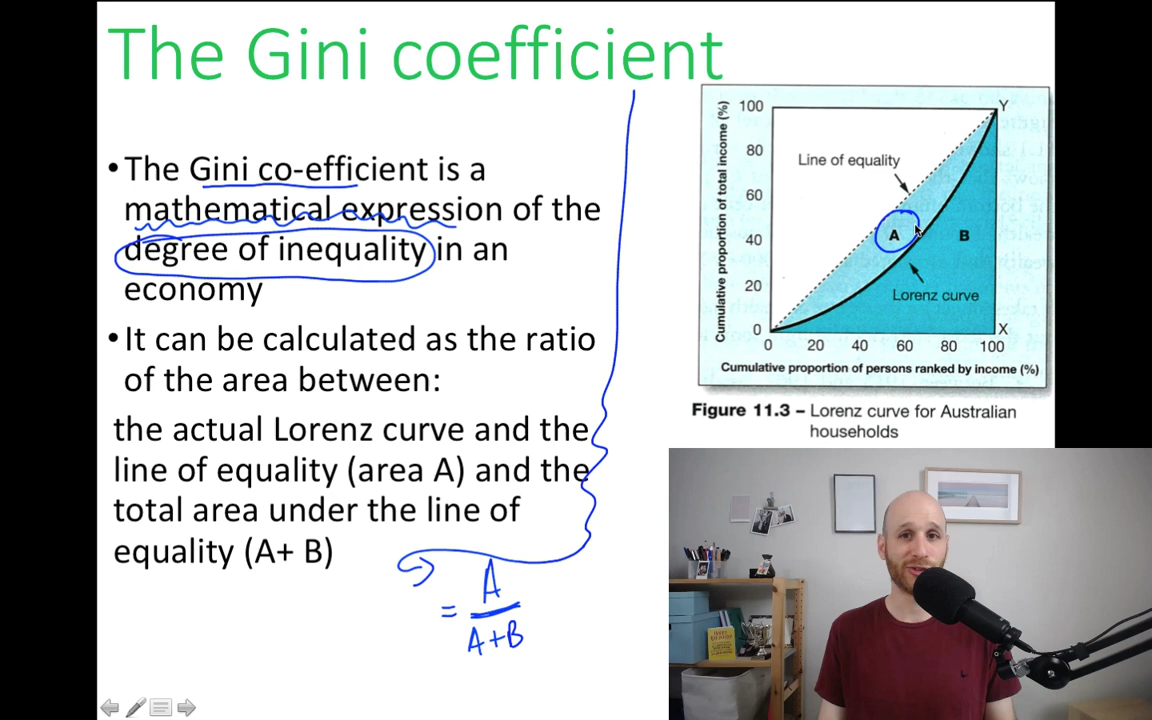 The Gini coefficient
•The Gini co-efficient is a
mathematical expression of the
degree of inequality in an
economy
•It can be calculated as the ratio
of the area between:
the actual Lorenz curve and the
line of equality (area A) and the
total area under the line of
equality (A+ B)
= A
A+B
Cumulative proportion of total income (%)
100
80
60
40
20
0
Y
Line of equality
A
B
Lorenz curve
X
0 20 40 60 80 100
Cumulative proportion of persons ranked by income (%)
Figure 11.3 – Lorenz curve for Australian
households